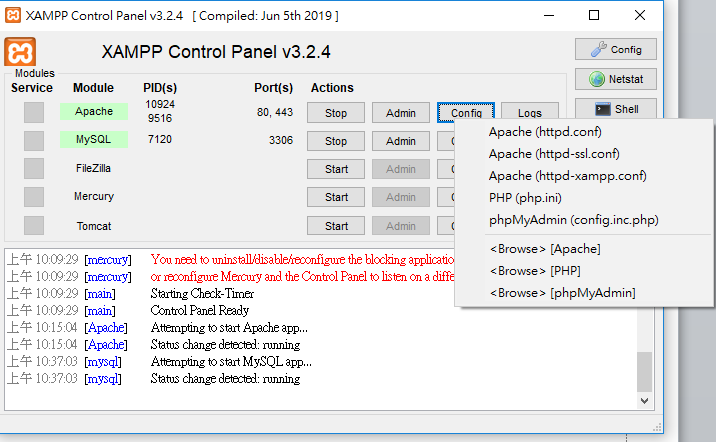 XAMPP Control Panel v3.2.4 [ Compiled: Jun 5th 2019 ]
XAMPP Control Panel v3.2.4
Config
Modules
Service Module PID(s) Port(s) Actions
Netstat
Apache 10924 9516 80, 443 Stop Admin Config Logs
Shell
MySQL 7120 3306 Stop Admin
FileZilla Start Admin
Mercury Start Admin
Tomcat Start Admin
Apache (httpd.conf)
Apache (httpd-ssl.conf)
Apache (httpd-xampp.conf)
PHP (php.ini)
phpMyAdmin (config.inc.php)
<Browse> [Apache]
<Browse> [PHP]
<Browse> [phpMyAdmin]
上午 10:09:29 [mercury] You need to uninstall/disable/reconfigure the blocking application
上午 10:09:29 [mercury] or reconfigure Mercury and the Control Panel to listen on a diffe
上午 10:09:29 [main] Starting Check-Timer
上午 10:09:29 [main] Control Panel Ready
上午 10:15:04 [Apache] Attempting to start Apache app...
上午 10:15:04 [Apache] Status change detected: running
上午 10:37:03 [mysql] Attempting to start MySQL app...
上午 10:37:03 [mysql] Status change detected: running